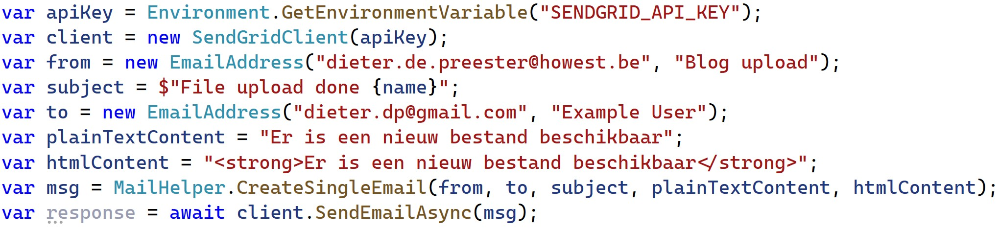 var apiKey = Environment.GetEnvironmentVariable("SENDGRID_API_KEY");
var client = new SendGridClient(apiKey);
var from = new EmailAddress("dieter.de.preester@howest.be", "Blog upload");
var subject = $"File upload done {name}";
var to = new EmailAddress("dieter.dp@gmail.com", "Example User");
var plainTextContent = "Er is een nieuw bestand beschikbaar";
var htmlContent = "<strong>Er is een nieuw bestand beschikbaar</strong>";
var msg = MailHelper.CreateSingleEmail(from, to, subject, plainTextContent, htmlContent);
var response = await client.SendEmailAsync(msg);